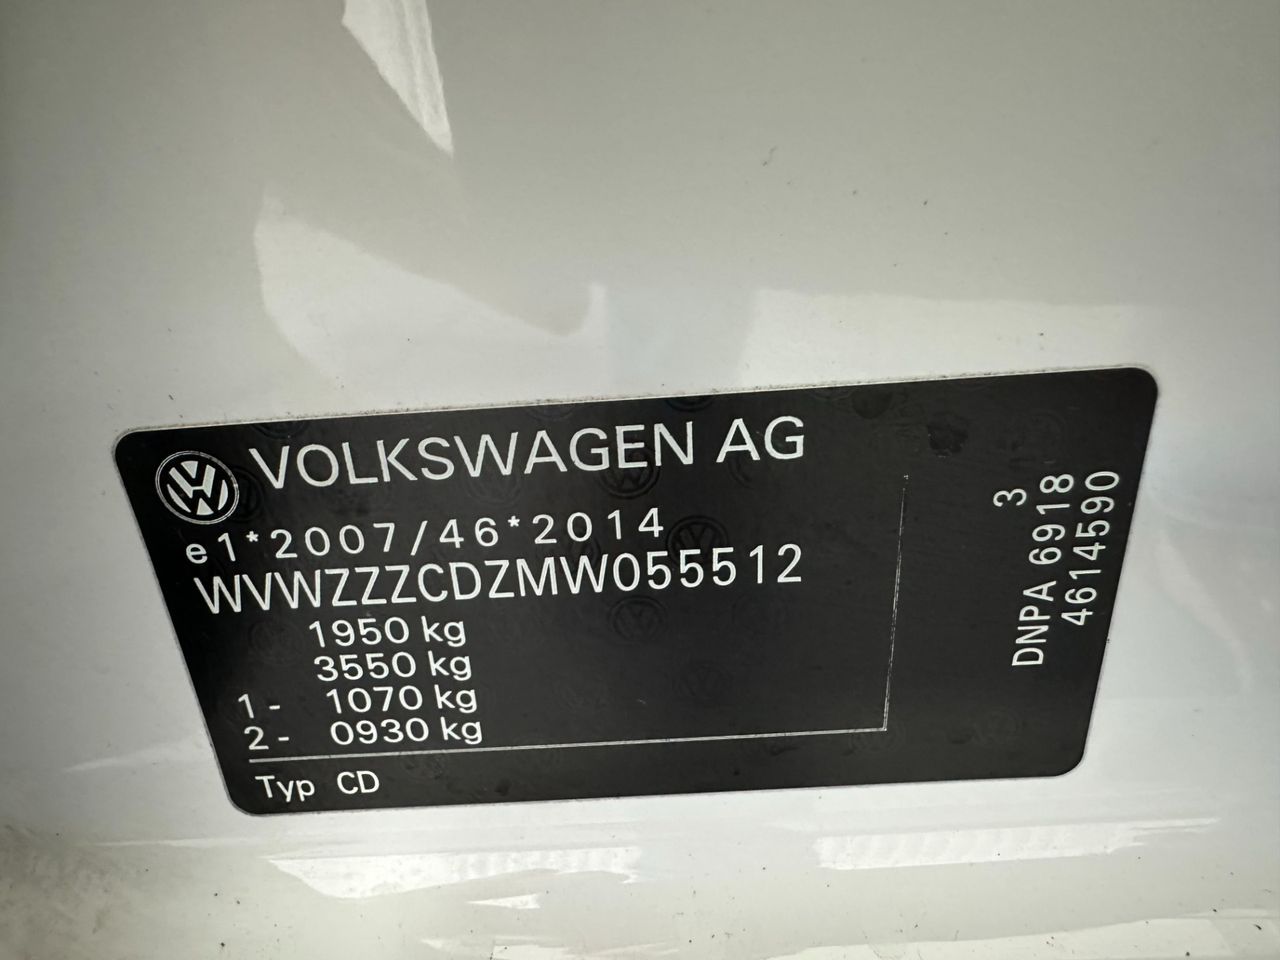 VOLKSWAGEN AG
e1*2007/46*2014
WVWZZZCDZMW055512
1950 kg
3550 kg
1- 1070 kg
2- 0930 kg
Typ CD
3
DNPA 6918
4614590